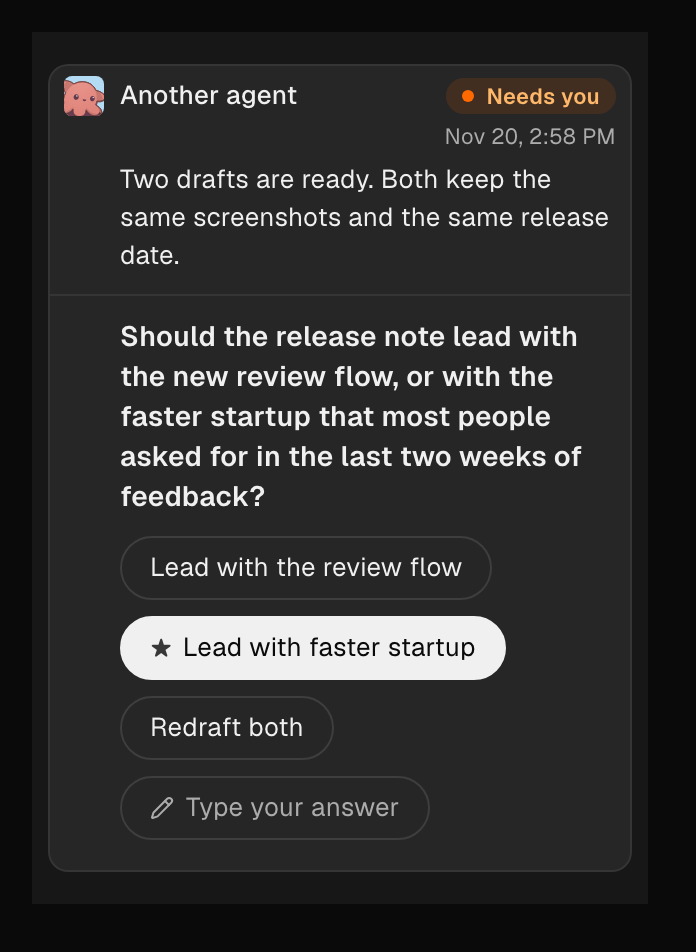 Another agent
Needs you
Nov 20, 2:58 PM
Two drafts are ready. Both keep the
same screenshots and the same release
date.
Should the release note lead with
the new review flow, or with the
faster startup that most people
asked for in the last two weeks of
feedback?
Lead with the review flow
Lead with faster startup
Redraft both
Type your answer